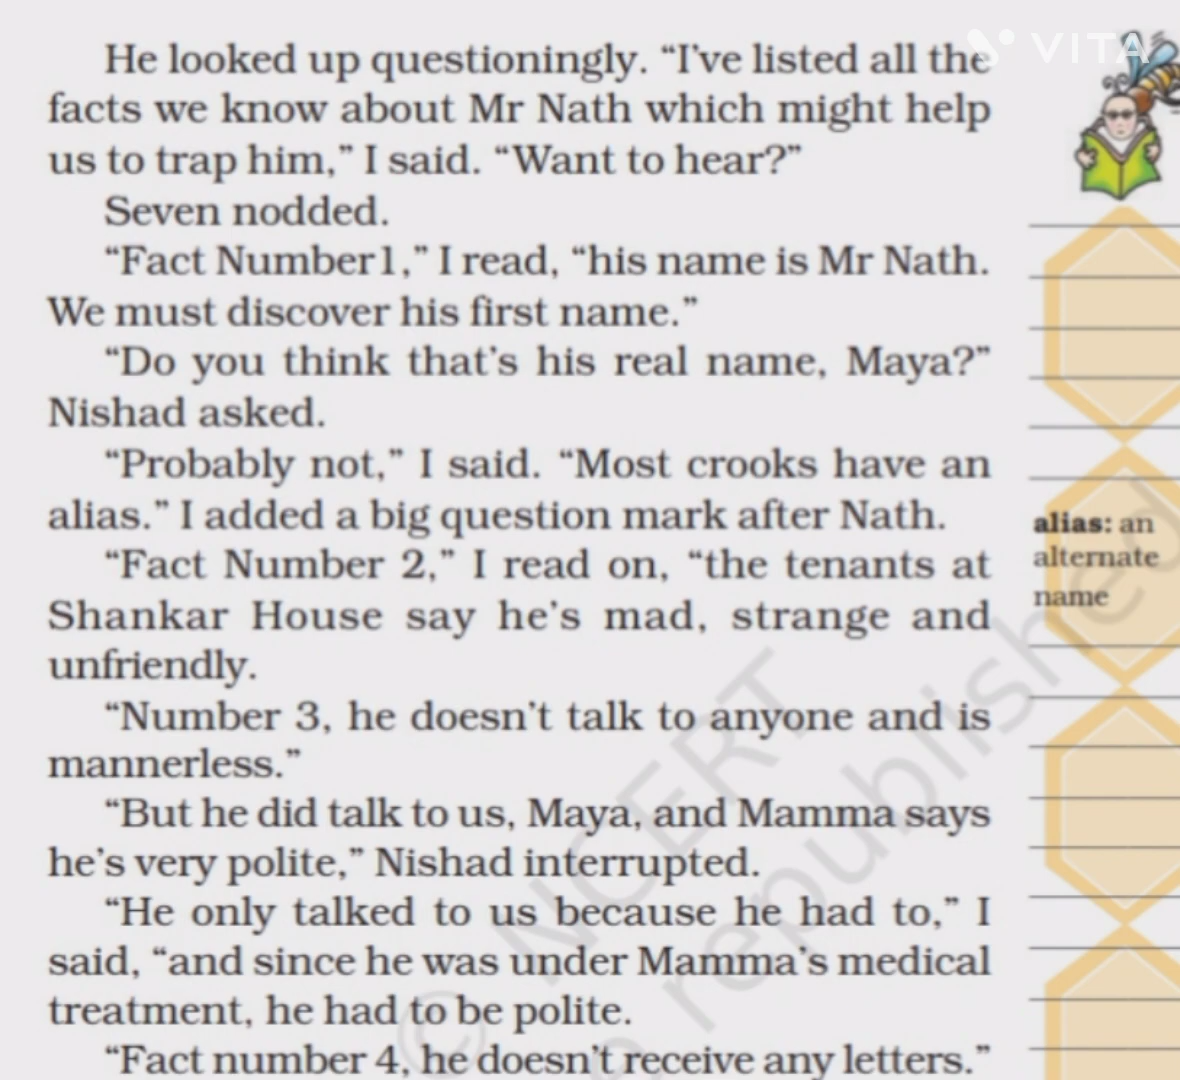 VITA
He looked up questioningly. “I’ve listed all the
facts we know about Mr Nath which might help
us to trap him,” I said. “Want to hear?”
Seven nodded.
“Fact Number1,” I read, “his name is Mr Nath.
We must discover his first name.”
“Do you think that’s his real name, Maya?”
Nishad asked.
“Probably not,” I said. “Most crooks have an
alias.” I added a big question mark after Nath.
“Fact Number 2,” I read on, “the tenants at
Shankar House say he’s mad, strange and
unfriendly.
“Number 3, he doesn’t talk to anyone and is
mannerless.”
“But he did talk to us, Maya, and Mamma says
he’s very polite,” Nishad interrupted.
“He only talked to us because he had to,” I
said, “and since he was under Mamma’s medical
treatment, he had to be polite.
“Fact number 4, he doesn’t receive any letters.”
alias: an
alternate
name
© NCERT
republished